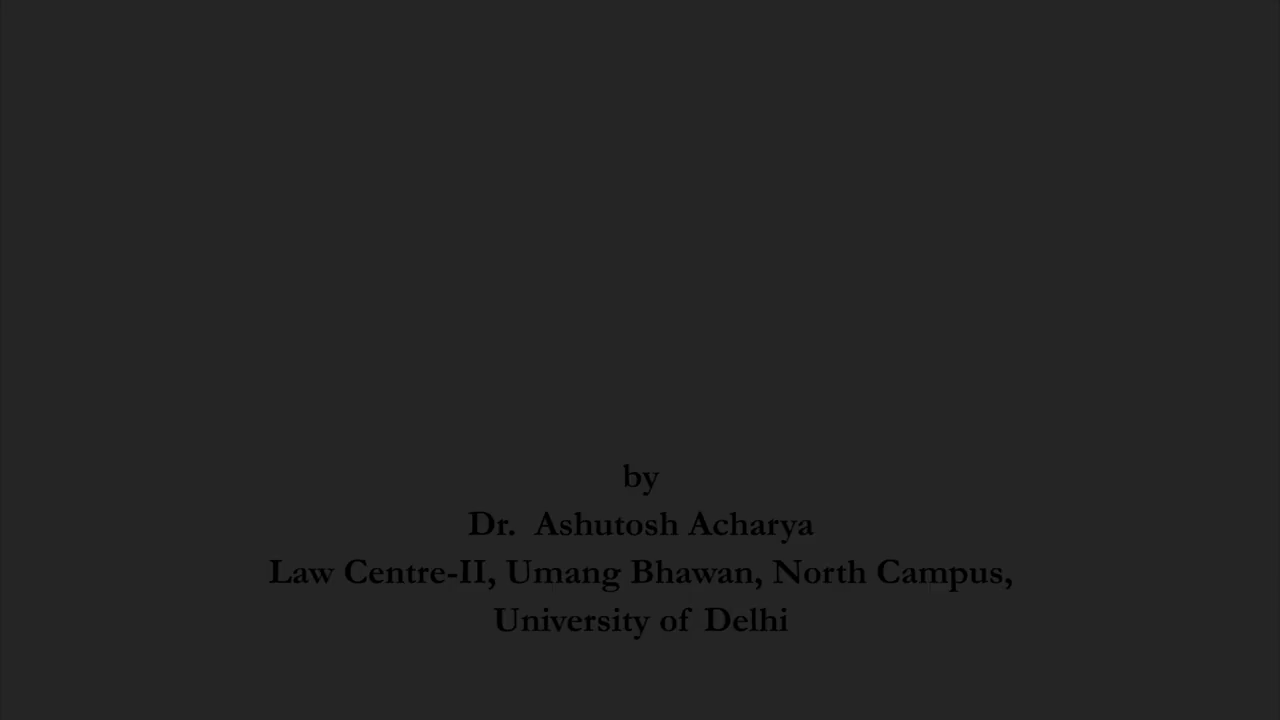 by
Dr. Ashutosh Acharya
Law Centre-II, Umang Bhawan, North Campus,
University of Delhi